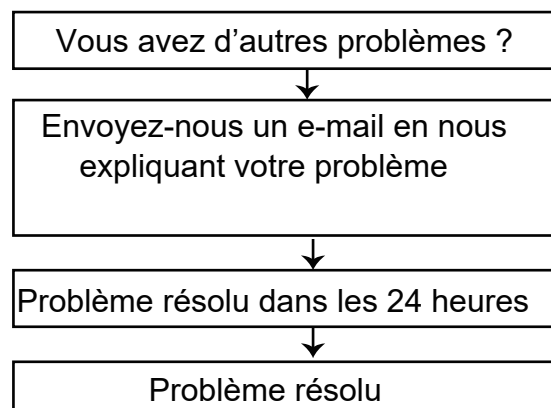 Vous avez d’autres problèmes ?
Envoyez-nous un e-mail en nous
expliquant votre problème
Problème résolu dans les 24 heures
Problème résolu